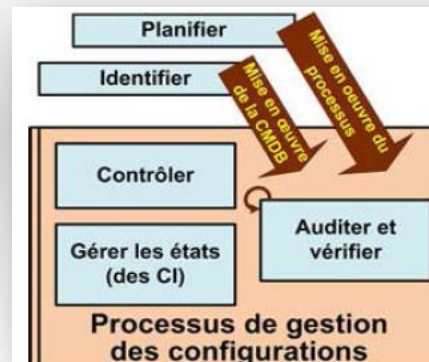 Planifier
Identifier
Mise en œuvre
de la CMDB
Mise en oeuvre du
processus
Contrôler
Auditer et
vérifier
Gérer les états
(des CI)
Processus de gestion
des configurations